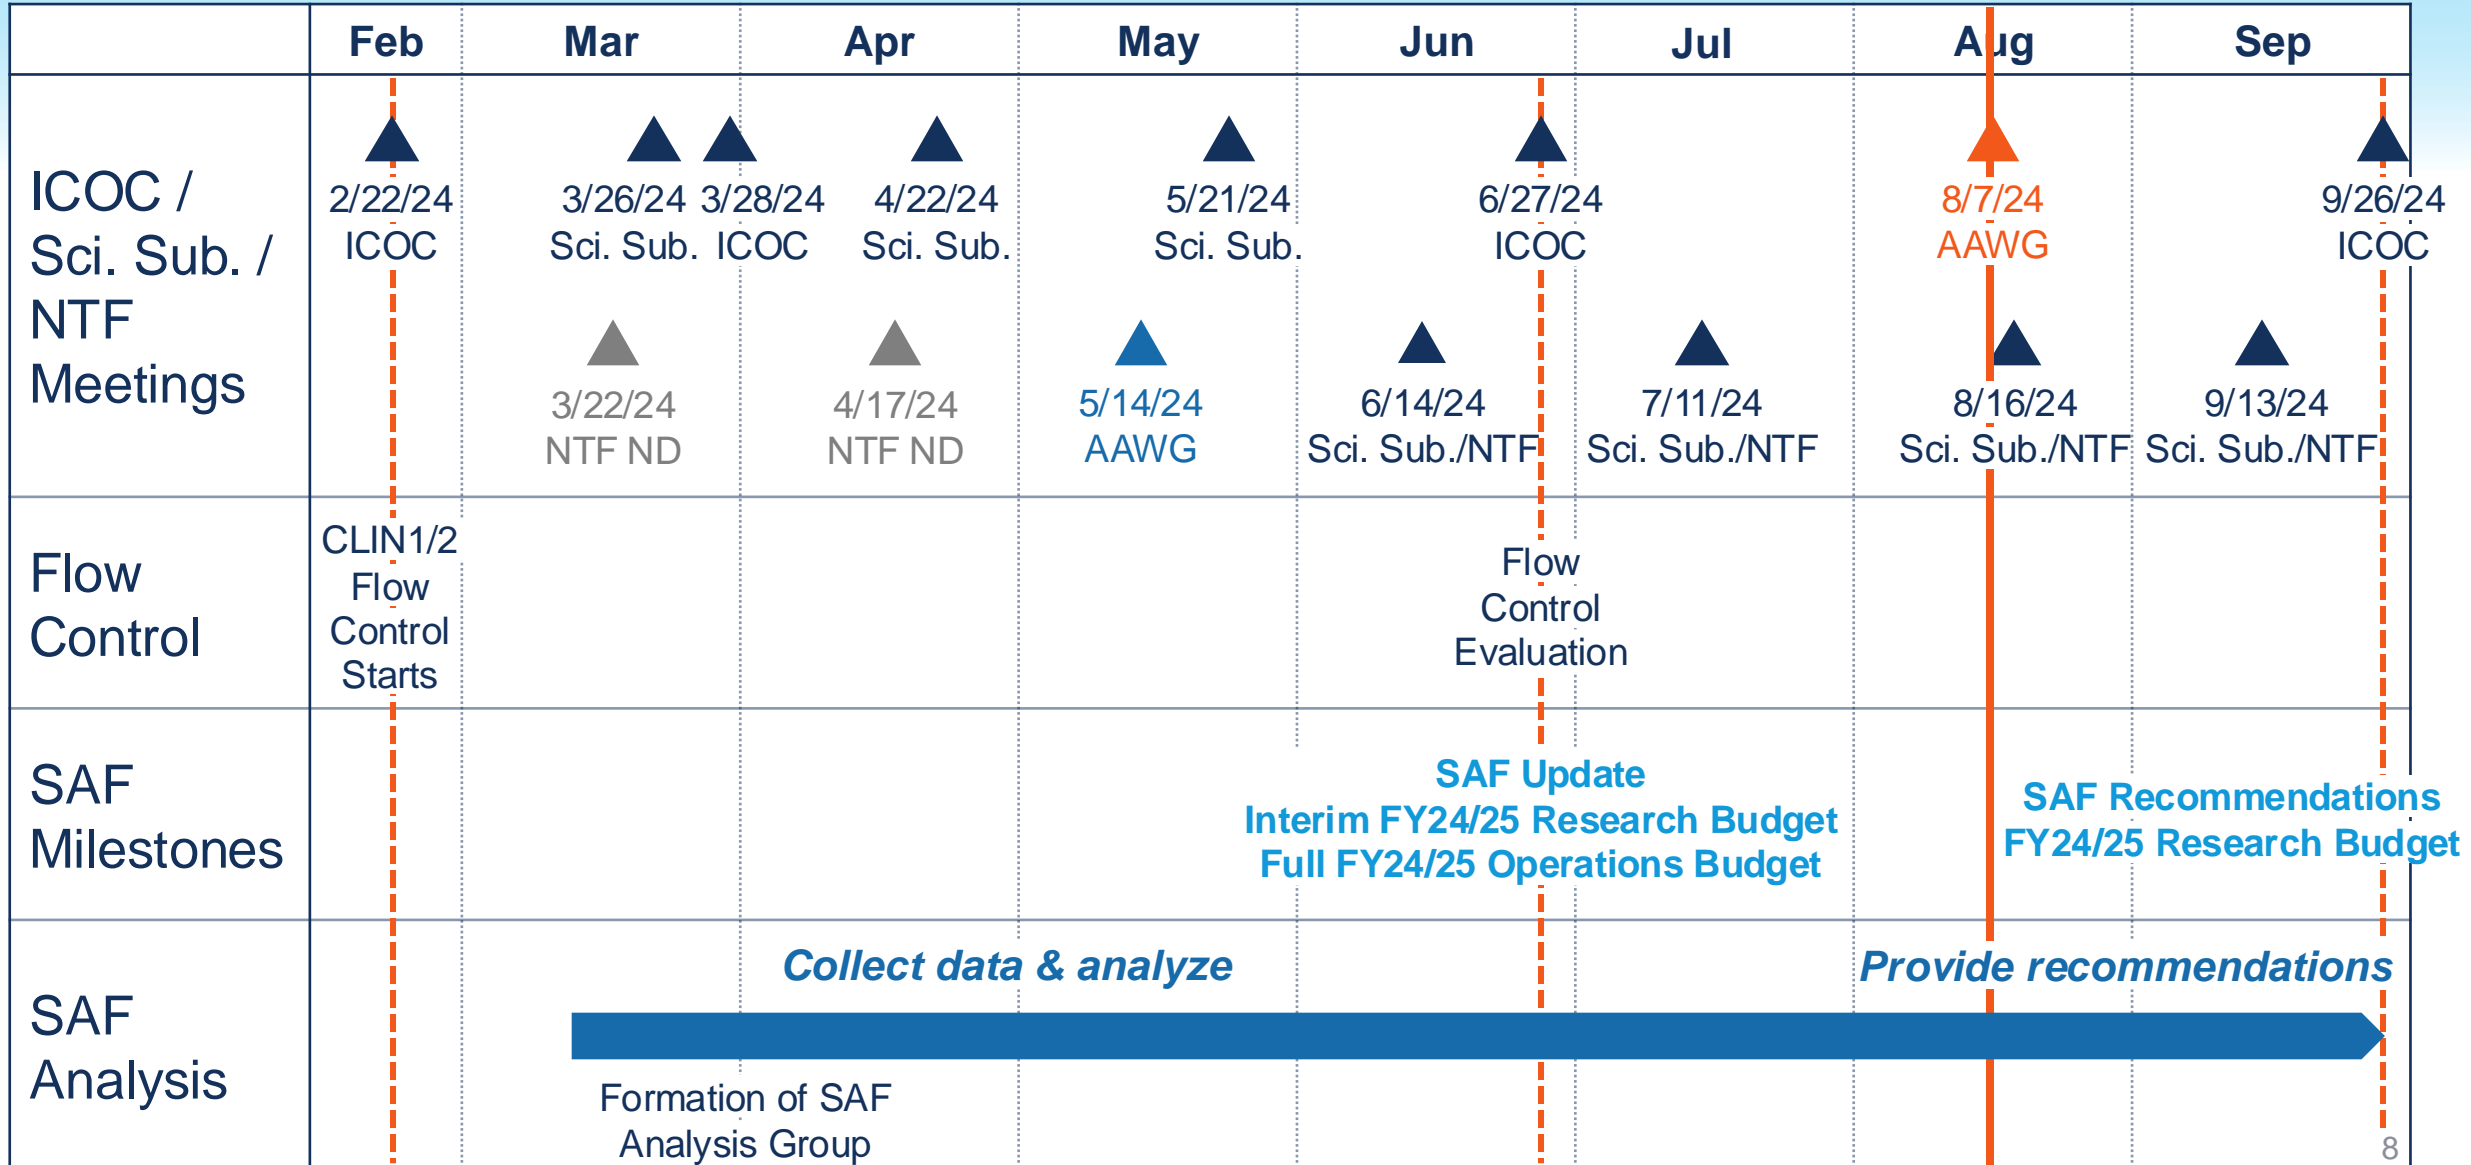 Feb Mar Apr May Jun Jul Aug Sep
ICOC /
Sci. Sub. /
NTF
Meetings
2/22/24 3/26/24 3/28/24 4/22/24 5/21/24 6/27/24 8/7/24 9/26/24
ICOC Sci. Sub. ICOC Sci. Sub. Sci. Sub. ICOC AAWG ICOC
3/22/24 4/17/24 5/14/24 6/14/24 7/11/24 8/16/24 9/13/24
NTF ND NTF ND AAWG Sci. Sub./NTF Sci. Sub./NTF Sci. Sub./NTF Sci. Sub./NTF
Flow
Control
CLIN1/2
Flow
Control
Starts
Flow
Control
Evaluation
SAF
Milestones
SAF Update
Interim FY24/25 Research Budget
Full FY24/25 Operations Budget
SAF Recommendations
FY24/25 Research Budget
SAF
Analysis
Collect data & analyze
Provide recommendations
Formation of SAF
Analysis Group
8